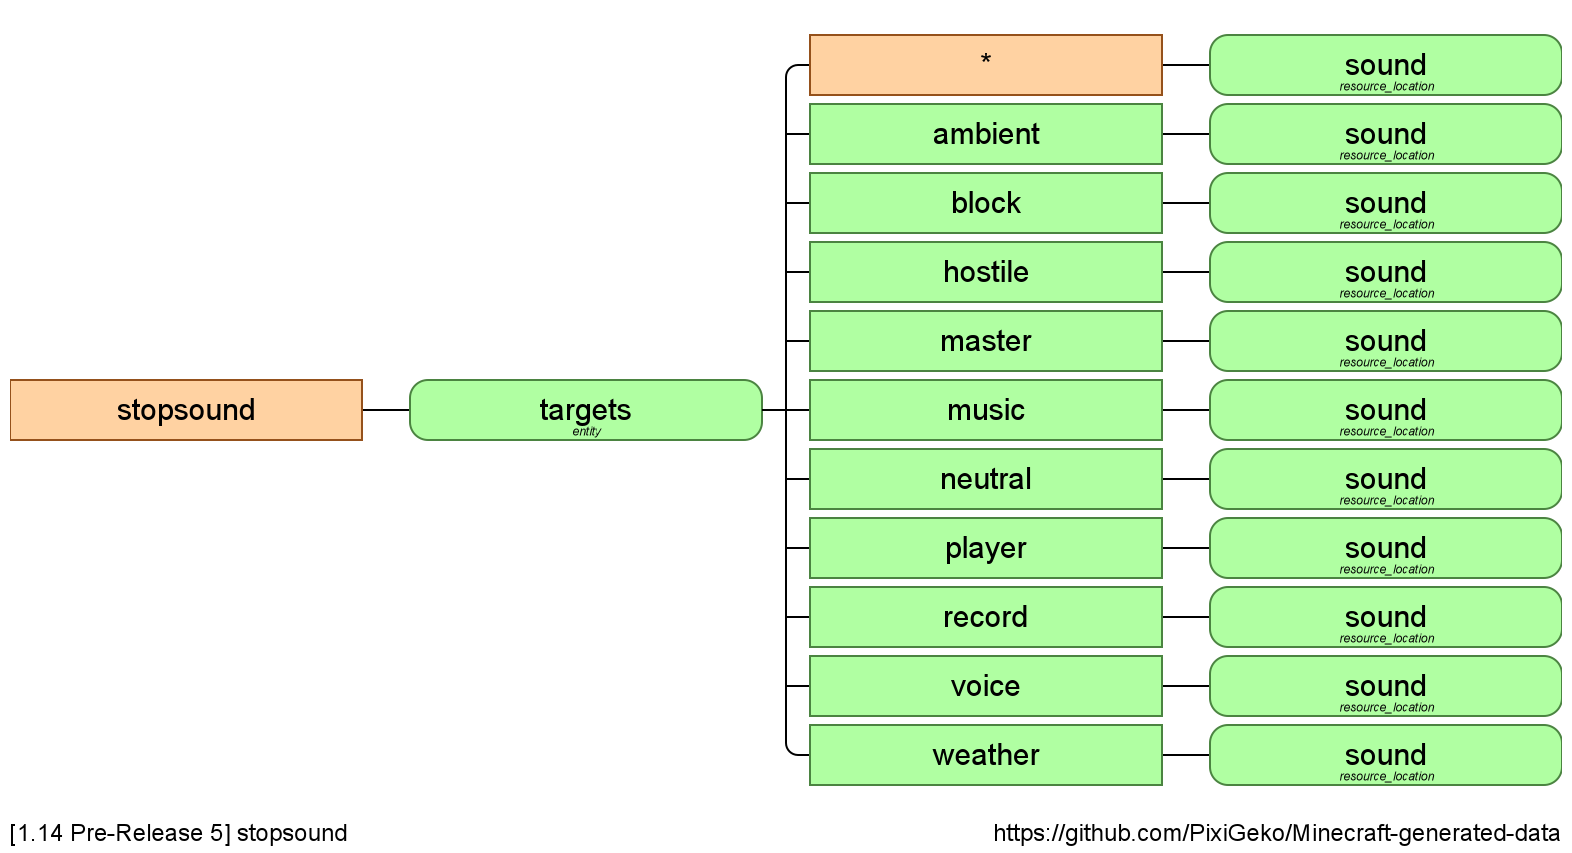 *
sound
resource_location
ambient
sound
resource_location
block
sound
resource_location
hostile
sound
resource_location
master
sound
resource_location
stopsound
targets
entity
music
sound
resource_location
neutral
sound
resource_location
player
sound
resource_location
record
sound
resource_location
voice
sound
resource_location
weather
sound
resource_location
[1.14 Pre-Release 5] stopsound
https://github.com/PixiGeko/Minecraft-generated-data